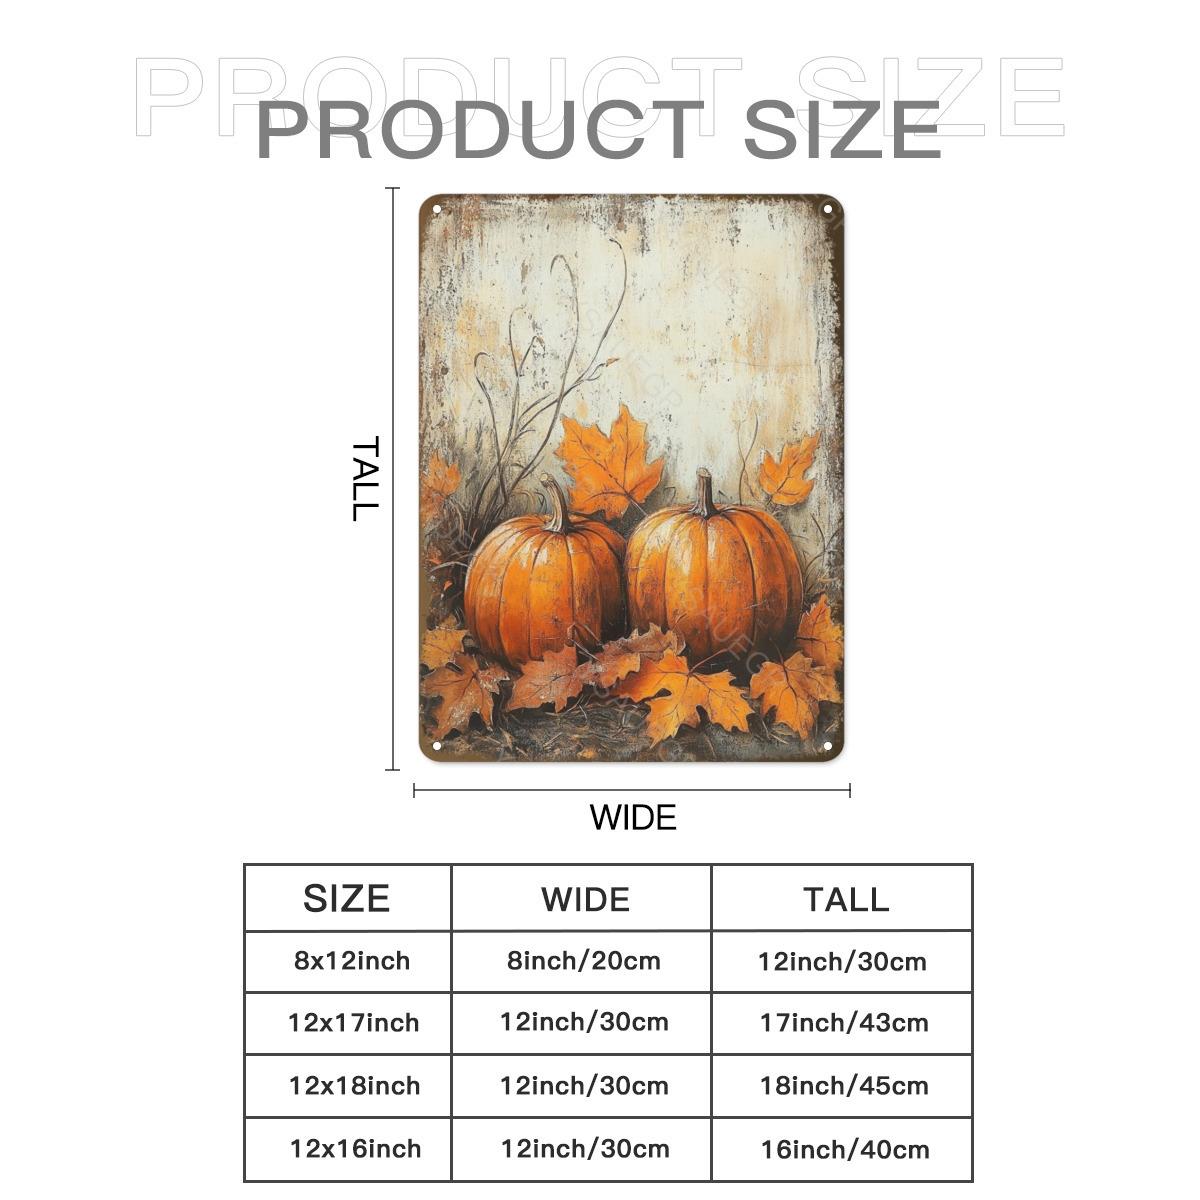 PRODUCT SIZE
PRODUCT SIZE
TALL
WIDE
SIZE WIDE TALL
8x12inch 8inch/20cm 12inch/30cm
12x17inch 12inch/30cm 17inch/43cm
12x18inch 12inch/30cm 18inch/45cm
12x16inch 12inch/30cm 16inch/40cm